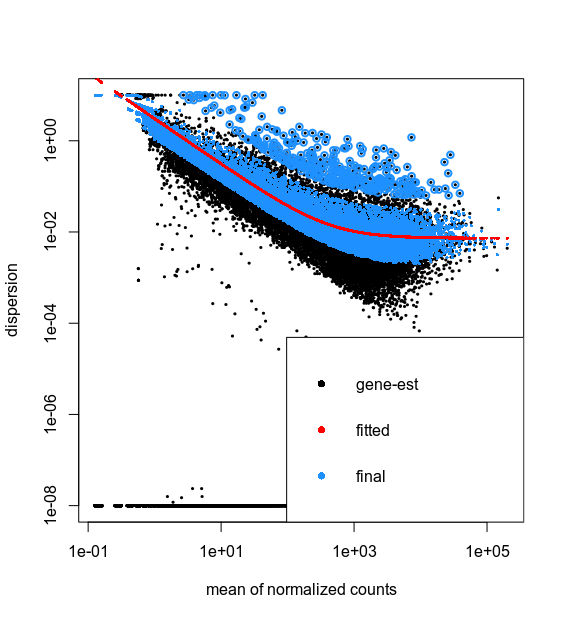 dispersion
1e+00
1e-02
1e-04
1e-06
1e-08
gene-est
fitted
final
1e-01 1e+01 1e+03 1e+05
mean of normalized counts